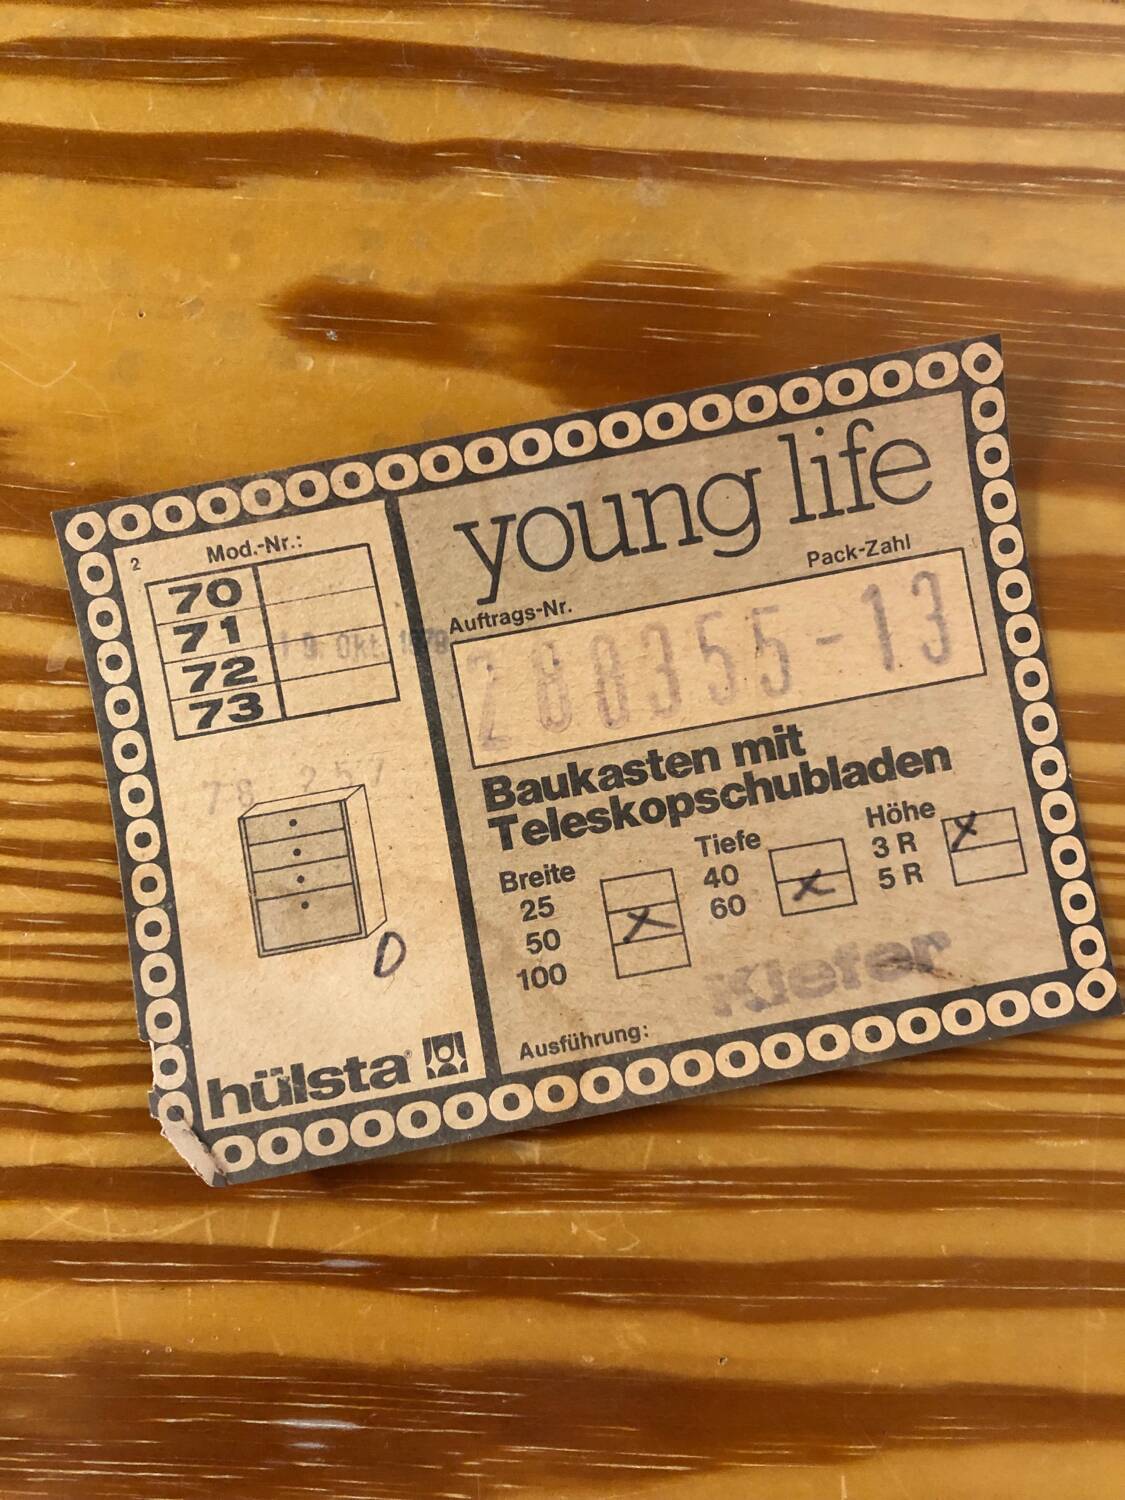 2
Mod.-Nr.:
70
71
72
73
19. Okt. 1979
78 257
D
hülsta
young life
Auftrags-Nr.
Pack-Zahl
280355-13
Baukasten mit
Teleskopschubladen
Breite
25
50 X
100
Tiefe
40
60 X
Höhe
3 R X
5 R
Kiefer
Ausführung: